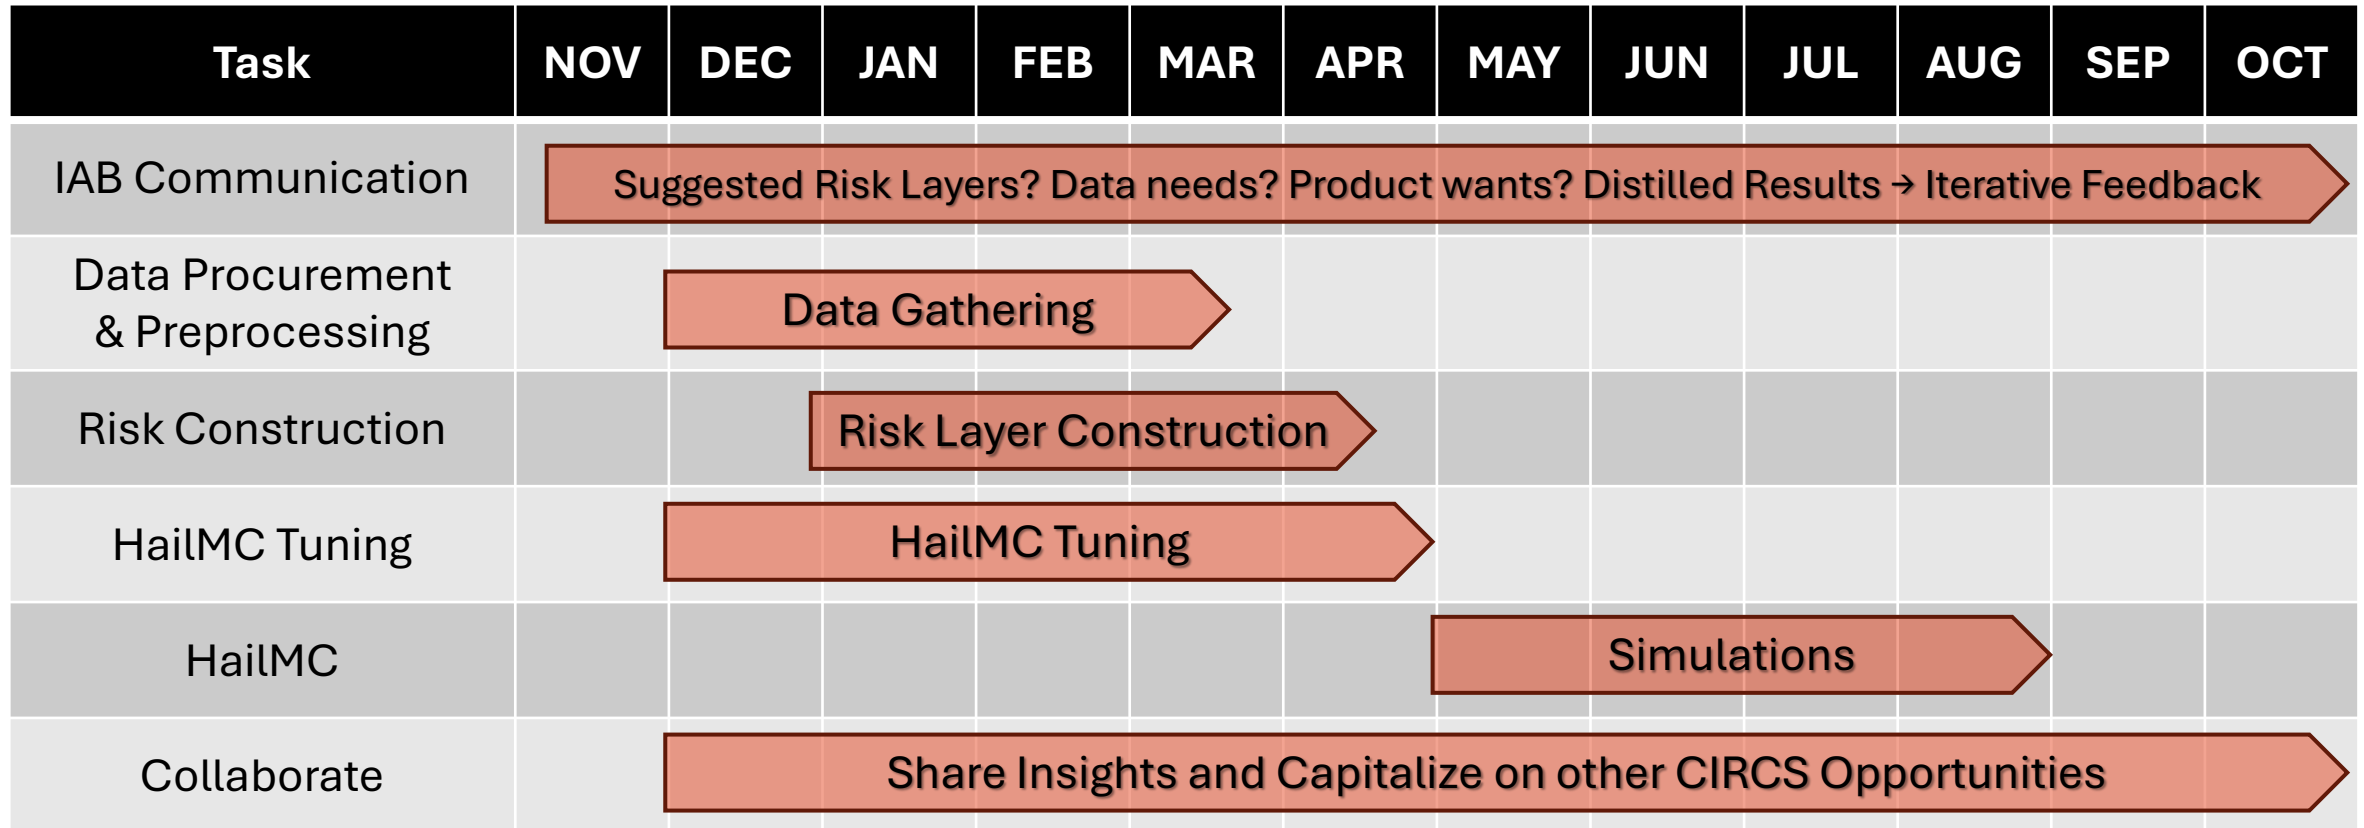 Task NOV DEC JAN FEB MAR APR MAY JUN JUL AUG SEP OCT
IAB Communication
Suggested Risk Layers? Data needs? Product wants? Distilled Results → Iterative Feedback
Data Procurement
& Preprocessing
Data Gathering
Risk Construction
Risk Layer Construction
HailMC Tuning
HailMC Tuning
HailMC
Simulations
Collaborate
Share Insights and Capitalize on other CIRCS Opportunities